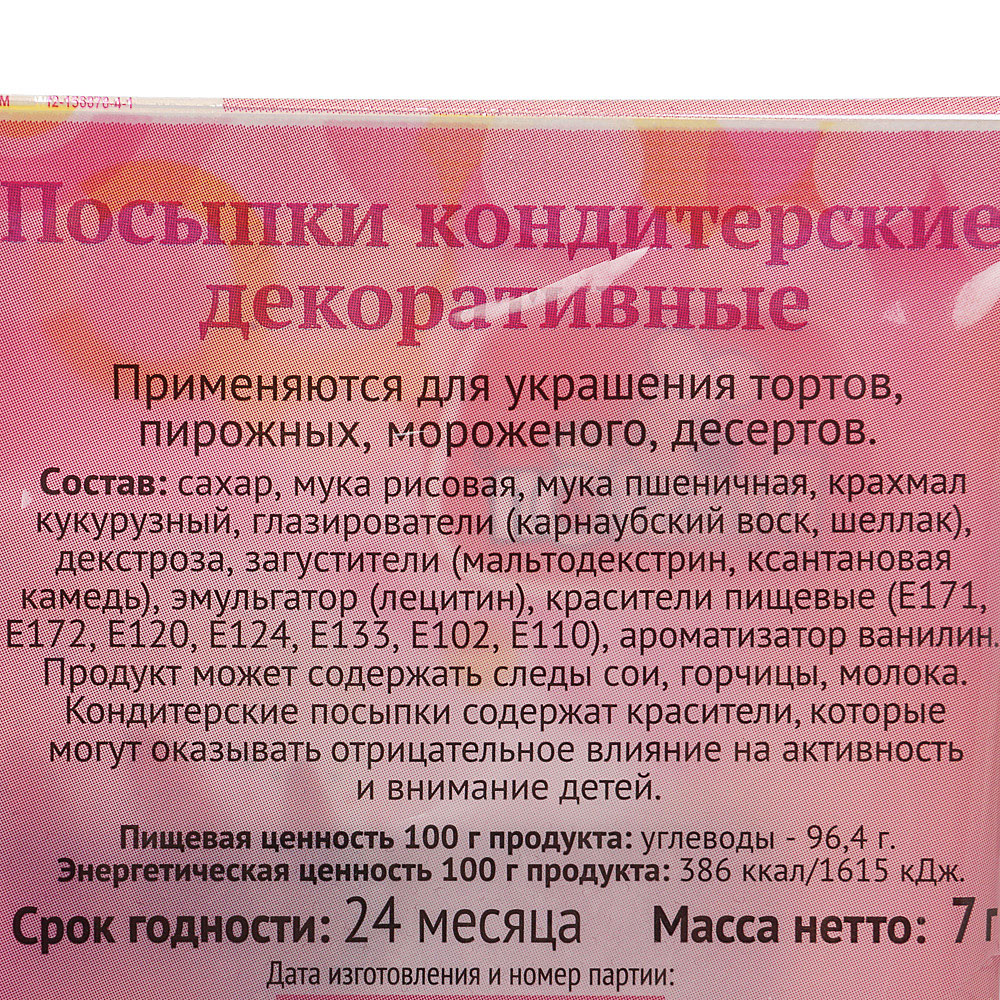 М 12-138878-4-1
Посыпки кондитерские
декоративные
Применяются для украшения тортов,
пирожных, мороженого, десертов.
Состав: сахар, мука рисовая, мука пшеничная, крахмал
кукурузный, глазирователи (карнаубский воск, шеллак),
декстроза, загустители (мальтодекстрин, ксантановая
камедь), эмульгатор (лецитин), красители пищевые (Е171,
Е172, Е120, Е124, Е133, Е102, Е110), ароматизатор ванилин.
Продукт может содержать следы сои, горчицы, молока.
Кондитерские посыпки содержат красители, которые
могут оказывать отрицательное влияние на активность
и внимание детей.
Пищевая ценность 100 г продукта: углеводы - 96,4 г.
Энергетическая ценность 100 г продукта: 386 ккал/1615 кДж.
Срок годности: 24 месяца Масса нетто: 7 г
Дата изготовления и номер партии: